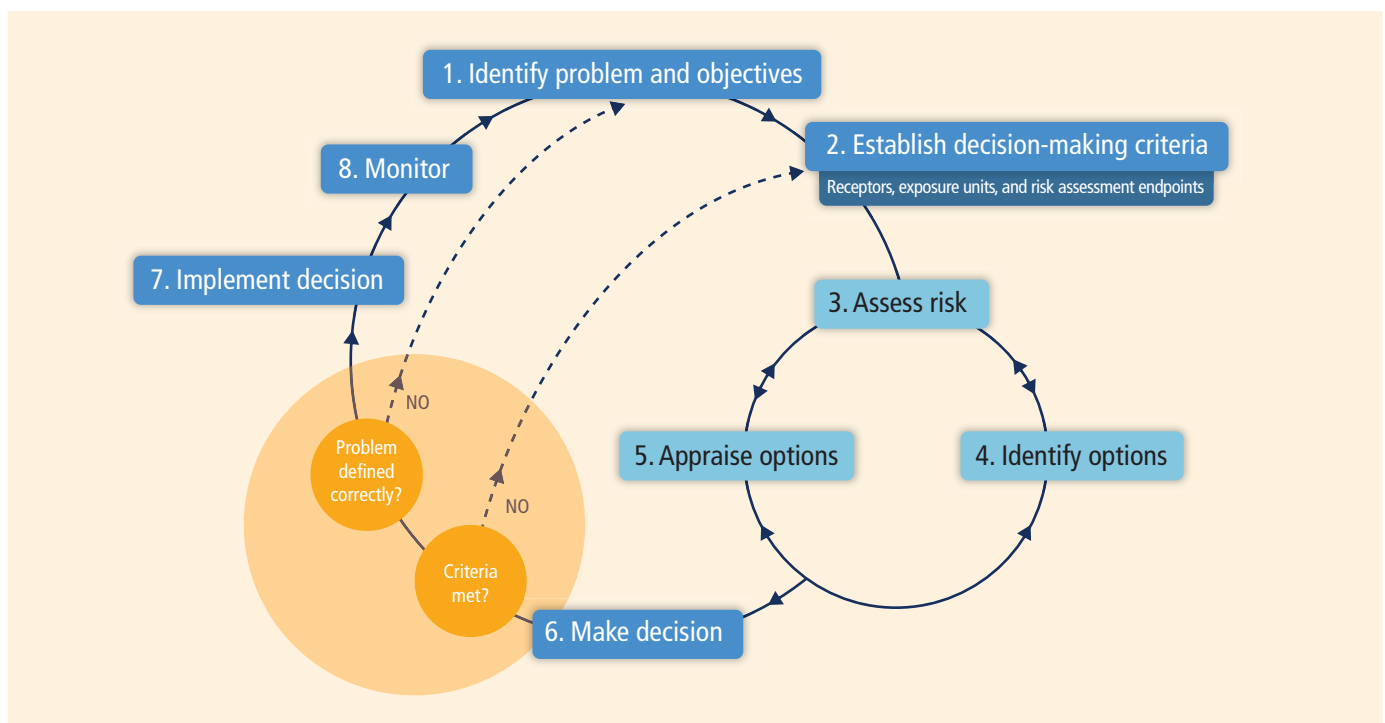 1. Identify problem and objectives
2. Establish decision-making criteria
Receptors, exposure units, and risk assessment endpoints
8. Monitor
7. Implement decision
3. Assess risk
NO
Problem
defined
correctly?
5. Appraise options
4. Identify options
NO
Criteria
met?
6. Make decision